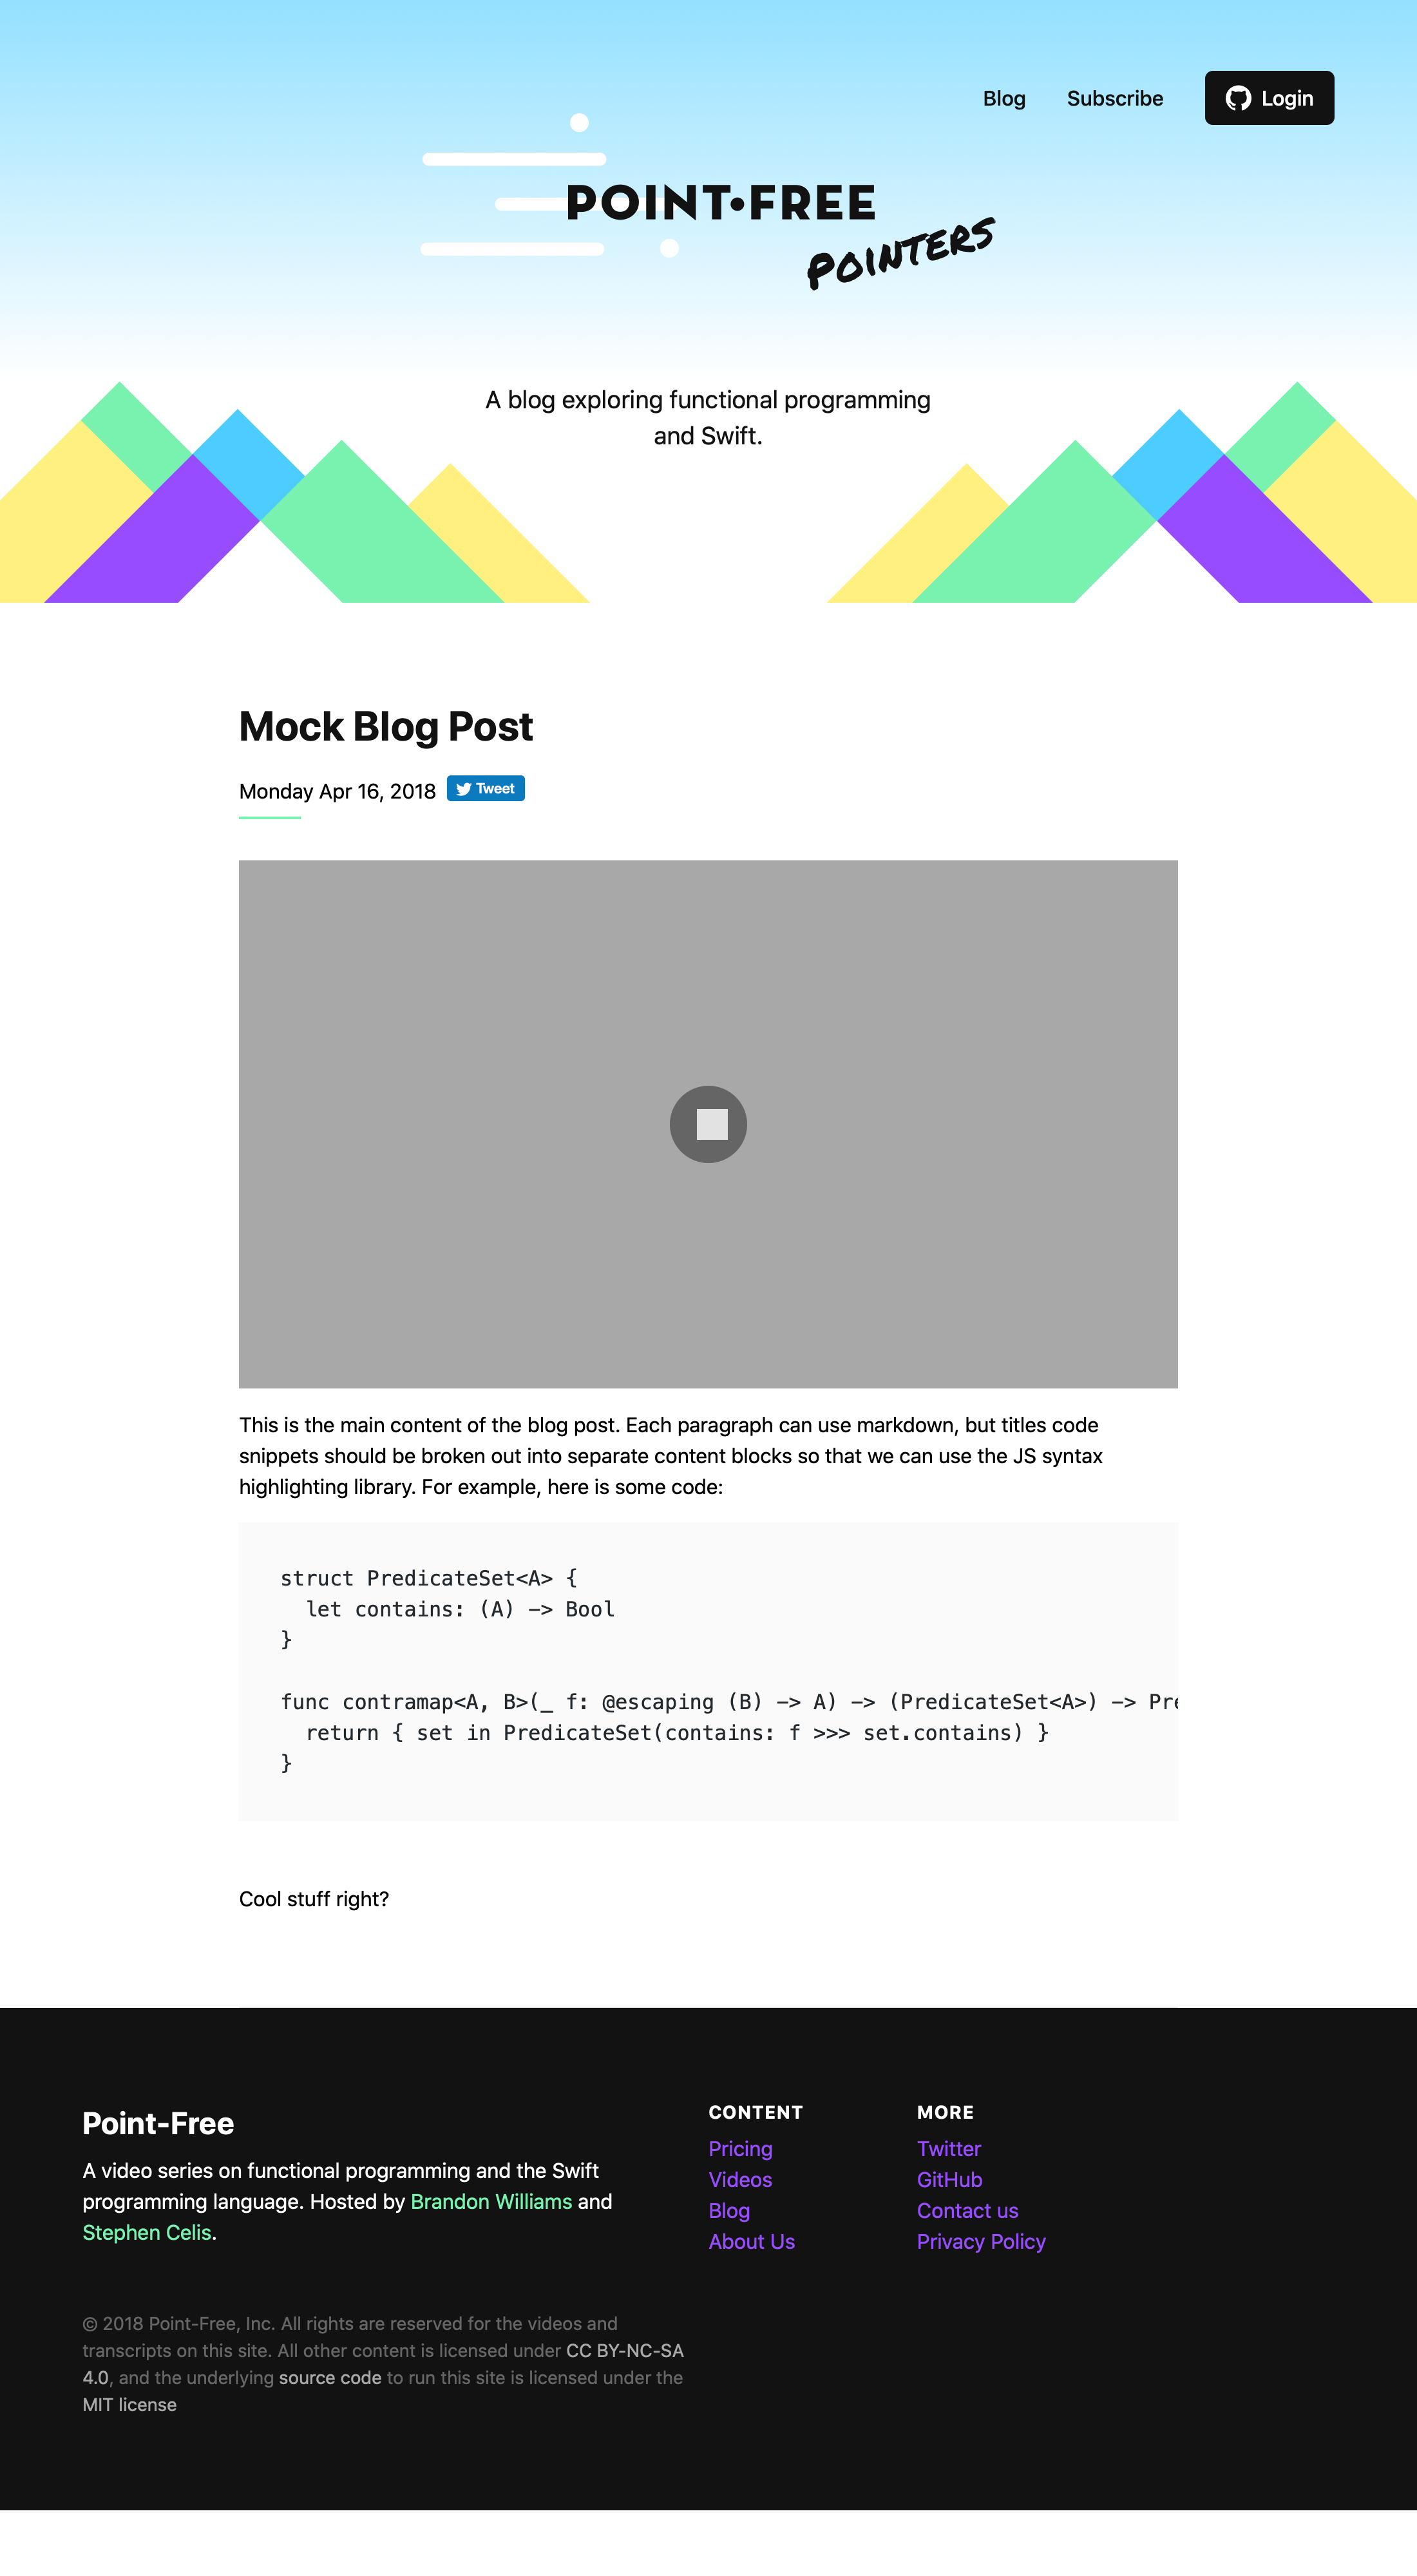 Blog
Subscribe
Login
POINT•FREE
POINTERS
A blog exploring functional programming
and Swift.
Mock Blog Post
Monday Apr 16, 2018
Tweet
This is the main content of the blog post. Each paragraph can use markdown, but titles code
snippets should be broken out into separate content blocks so that we can use the JS syntax
highlighting library. For example, here is some code:
struct PredicateSet<A> {
  let contains: (A) -> Bool
}
func contramap<A, B>(_ f: @escaping (B) -> A) -> (PredicateSet<A>) -> Pre
  return { set in PredicateSet(contains: f >>> set.contains) }
}
Cool stuff right?
Point-Free
A video series on functional programming and the Swift
programming language. Hosted by Brandon Williams and
Stephen Celis.
CONTENT
Pricing
Videos
Blog
About Us
MORE
Twitter
GitHub
Contact us
Privacy Policy
© 2018 Point-Free, Inc. All rights are reserved for the videos and
transcripts on this site. All other content is licensed under CC BY-NC-SA
4.0, and the underlying source code to run this site is licensed under the
MIT license